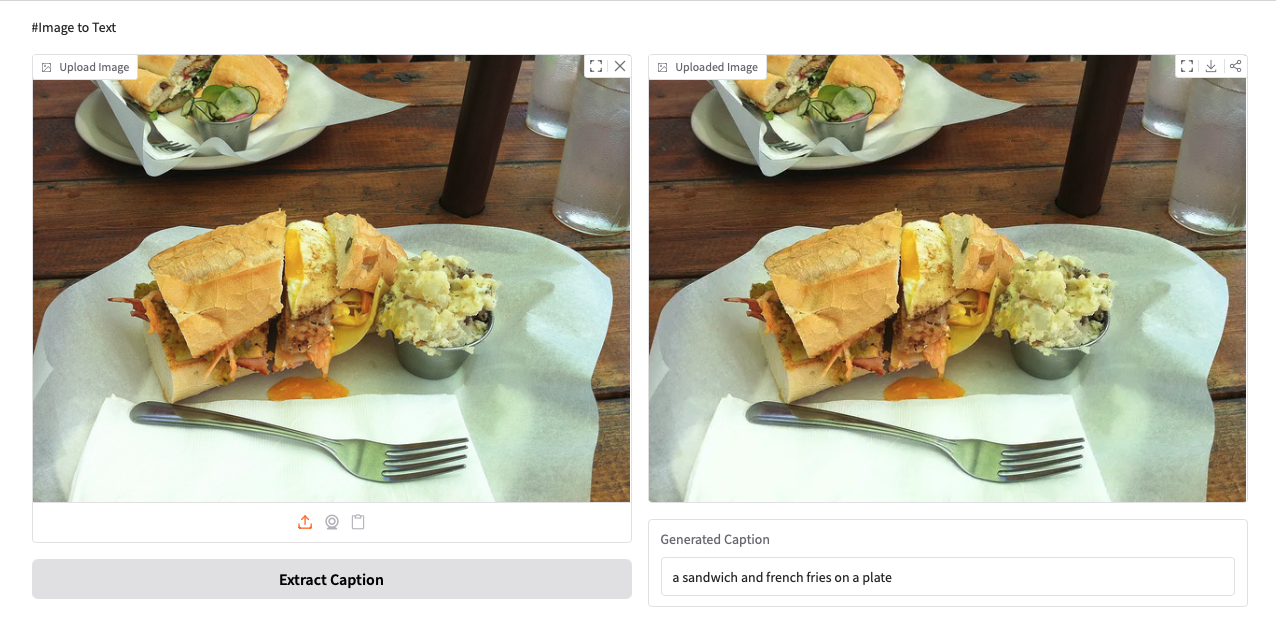 #Image to Text
Upload Image
Uploaded Image
Generated Caption
a sandwich and french fries on a plate
Extract Caption